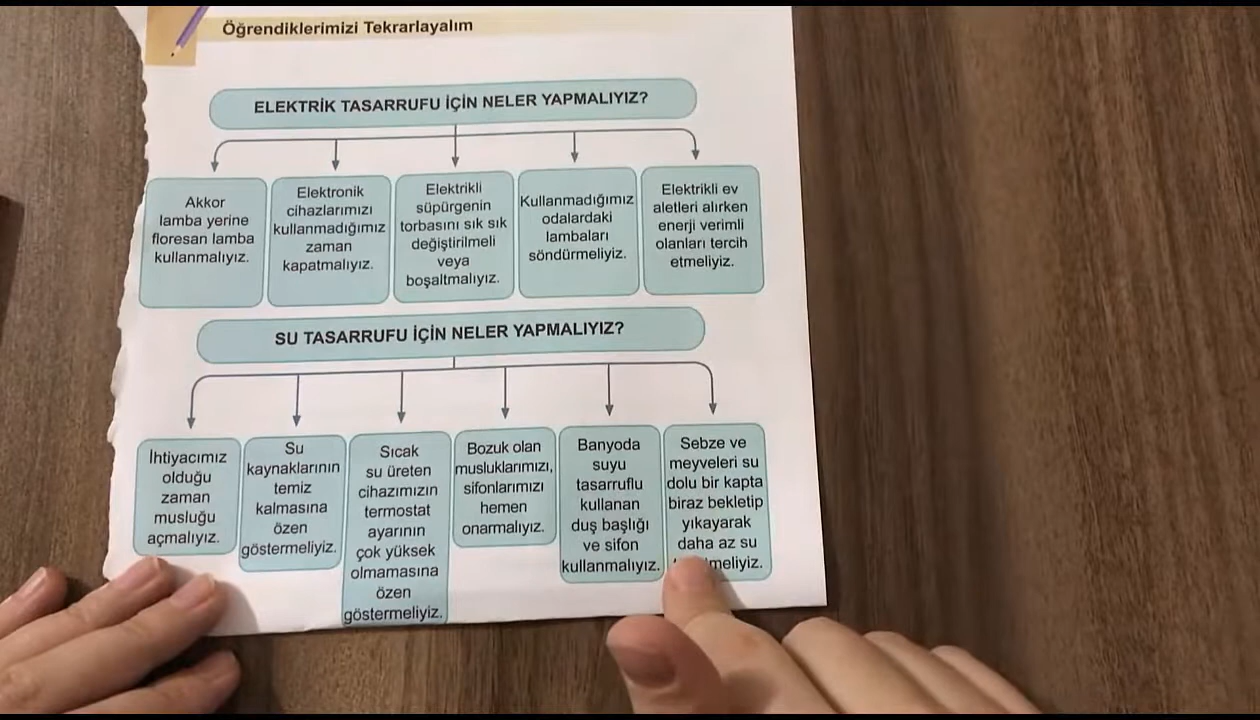 Öğrendiklerimizi Tekrarlayalım
ELEKTRİK TASARRUFU İÇİN NELER YAPMALIYIZ?
Akkor
lamba yerine
floresan lamba
kullanmalıyız.
Elektronik
cihazlarımızı
kullanmadığımız
zaman
kapatmalıyız.
Elektrikli
süpürgenin
torbasını sık sık
değiştirilmeli
veya
boşaltmalıyız.
Kullanmadığımız
odalardaki
lambaları
söndürmeliyiz.
Elektrikli ev
aletleri alırken
enerji verimli
olanları tercih
etmeliyiz.
SU TASARRUFU İÇİN NELER YAPMALIYIZ?
İhtiyacımız
olduğu
zaman
musluğu
açmalıyız.
Su
kaynaklarının
temiz
kalmasına
özen
göstermeliyiz.
Sıcak
su üreten
cihazımızın
termostat
ayarının
çok yüksek
olmamasına
özen
göstermeliyiz.
Bozuk olan
musluklarımızı,
sifonlarımızı
hemen
onarmalıyız.
Banyoda
suyu
tasarruflu
kullanan
duş başlığı
ve sifon
kullanmalıyız.
Sebze ve
meyveleri su
dolu bir kapta
biraz bekletip
yıkayarak
daha az su